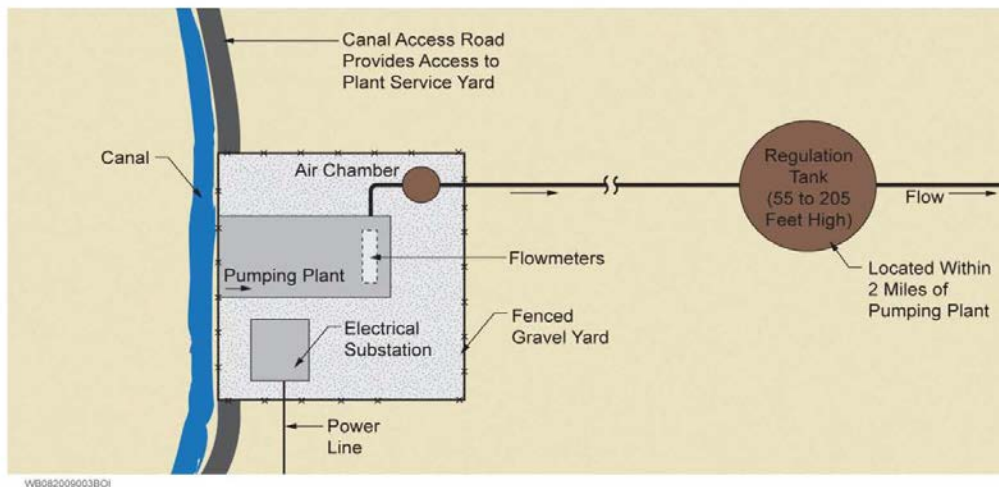 Canal Access Road
Provides Access to
Plant Service Yard
Canal
Air Chamber
Regulation
Tank
(55 to 205
Feet High)
Flow
Flowmeters
Pumping Plant
Located Within
2 Miles of
Pumping Plant
Electrical
Substation
Fenced
Gravel Yard
Power
Line
WB082009003BOI